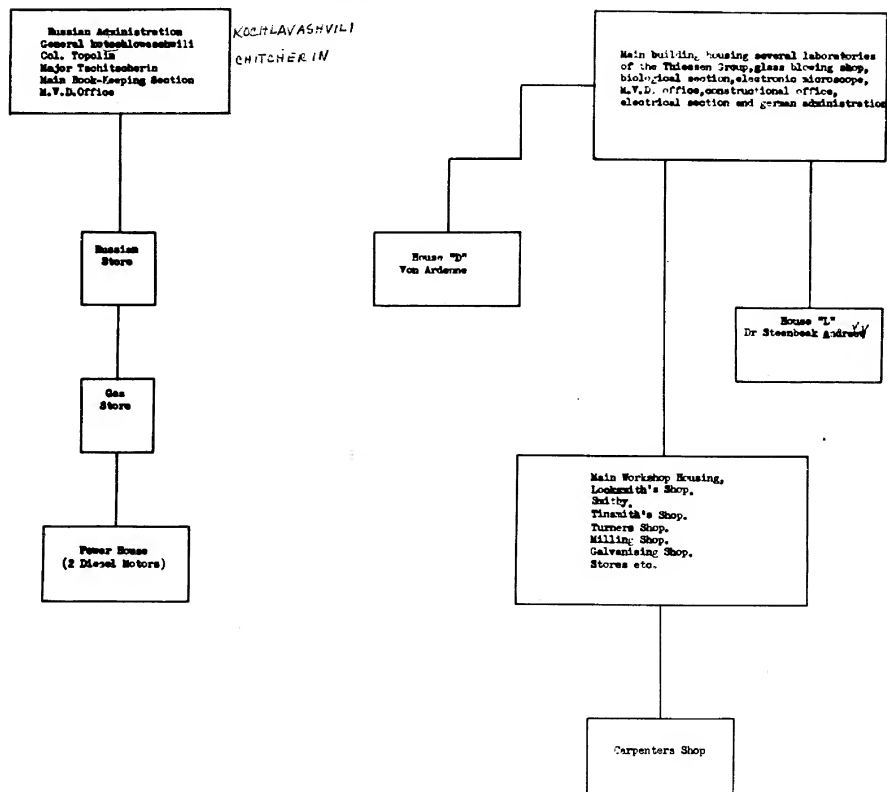 Russian Administration
General kotschlowaschwili
Col. Topolin
Major Tschitscherin
Main Book-Keeping Section
M.V.D.Office
KOCHLAVASHVILI
CHITCHERIN
Main building housing several laboratories
of the Thiessen Group,glass blowing shop,
biological section,electronic microscope,
M.V.D. office,constructional office,
electrical section and german administration
Russian
Store
House "D"
Von Ardenne
House "L"
Dr Steenbeak
Gas
Store
Main Workshop Housing,
Locksmith's Shop.
Smithy.
Tinsmith's Shop.
Turners Shop.
Milling Shop.
Galvanising Shop.
Stores etc.
Power House
(2 Diesel Motors)
Carpenters Shop